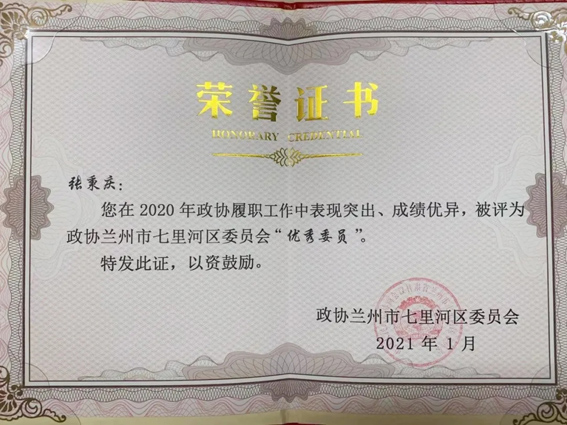 荣誉证书
HONORARY CREDENTIAL
张秉庆：
您在2020年政协履职工作中表现突出、成绩优异，被评为
政协兰州市七里河区委员会“优秀委员”。
特发此证，以资鼓励。
政协兰州市七里河区委员会
2021年1月